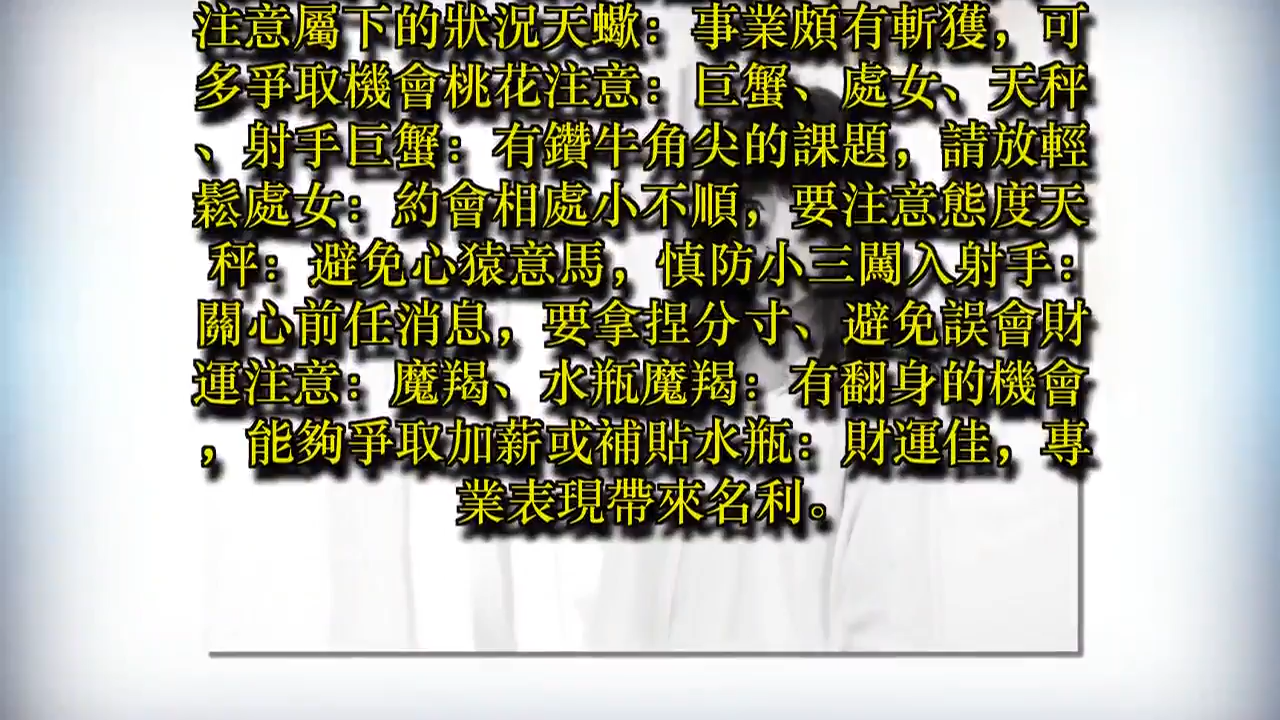 注意屬下的狀況天蠍：事業頗有斬獲，可
多爭取機會桃花注意：巨蟹、處女、天秤
、射手巨蟹：有鑽牛角尖的課題，請放輕
鬆處女：約會相處小不順，要注意態度天
秤：避免心猿意馬，慎防小三闖入射手：
關心前任消息，要拿捏分寸、避免誤會財
運注意：魔羯、水瓶魔羯：有翻身的機會
，能夠爭取加薪或補貼水瓶：財運佳，專
業表現帶來名利。